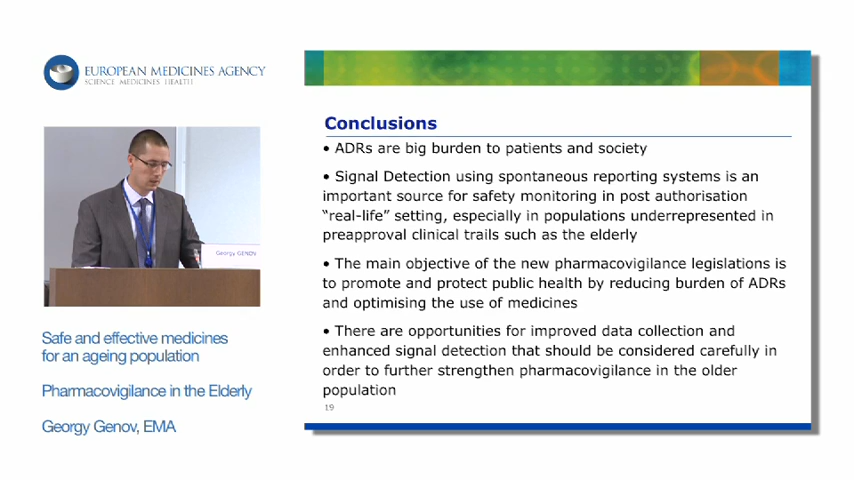 EUROPEAN MEDICINES AGENCY
SCIENCE MEDICINES HEALTH
Georgy GENOV
Safe and effective medicines
for an ageing population
Pharmacovigilance in the Elderly
Georgy Genov, EMA
Conclusions
• ADRs are big burden to patients and society
• Signal Detection using spontaneous reporting systems is an
important source for safety monitoring in post authorisation
“real-life” setting, especially in populations underrepresented in
preapproval clinical trails such as the elderly
• The main objective of the new pharmacovigilance legislations is
to promote and protect public health by reducing burden of ADRs
and optimising the use of medicines
• There are opportunities for improved data collection and
enhanced signal detection that should be considered carefully in
order to further strengthen pharmacovigilance in the older
population
19